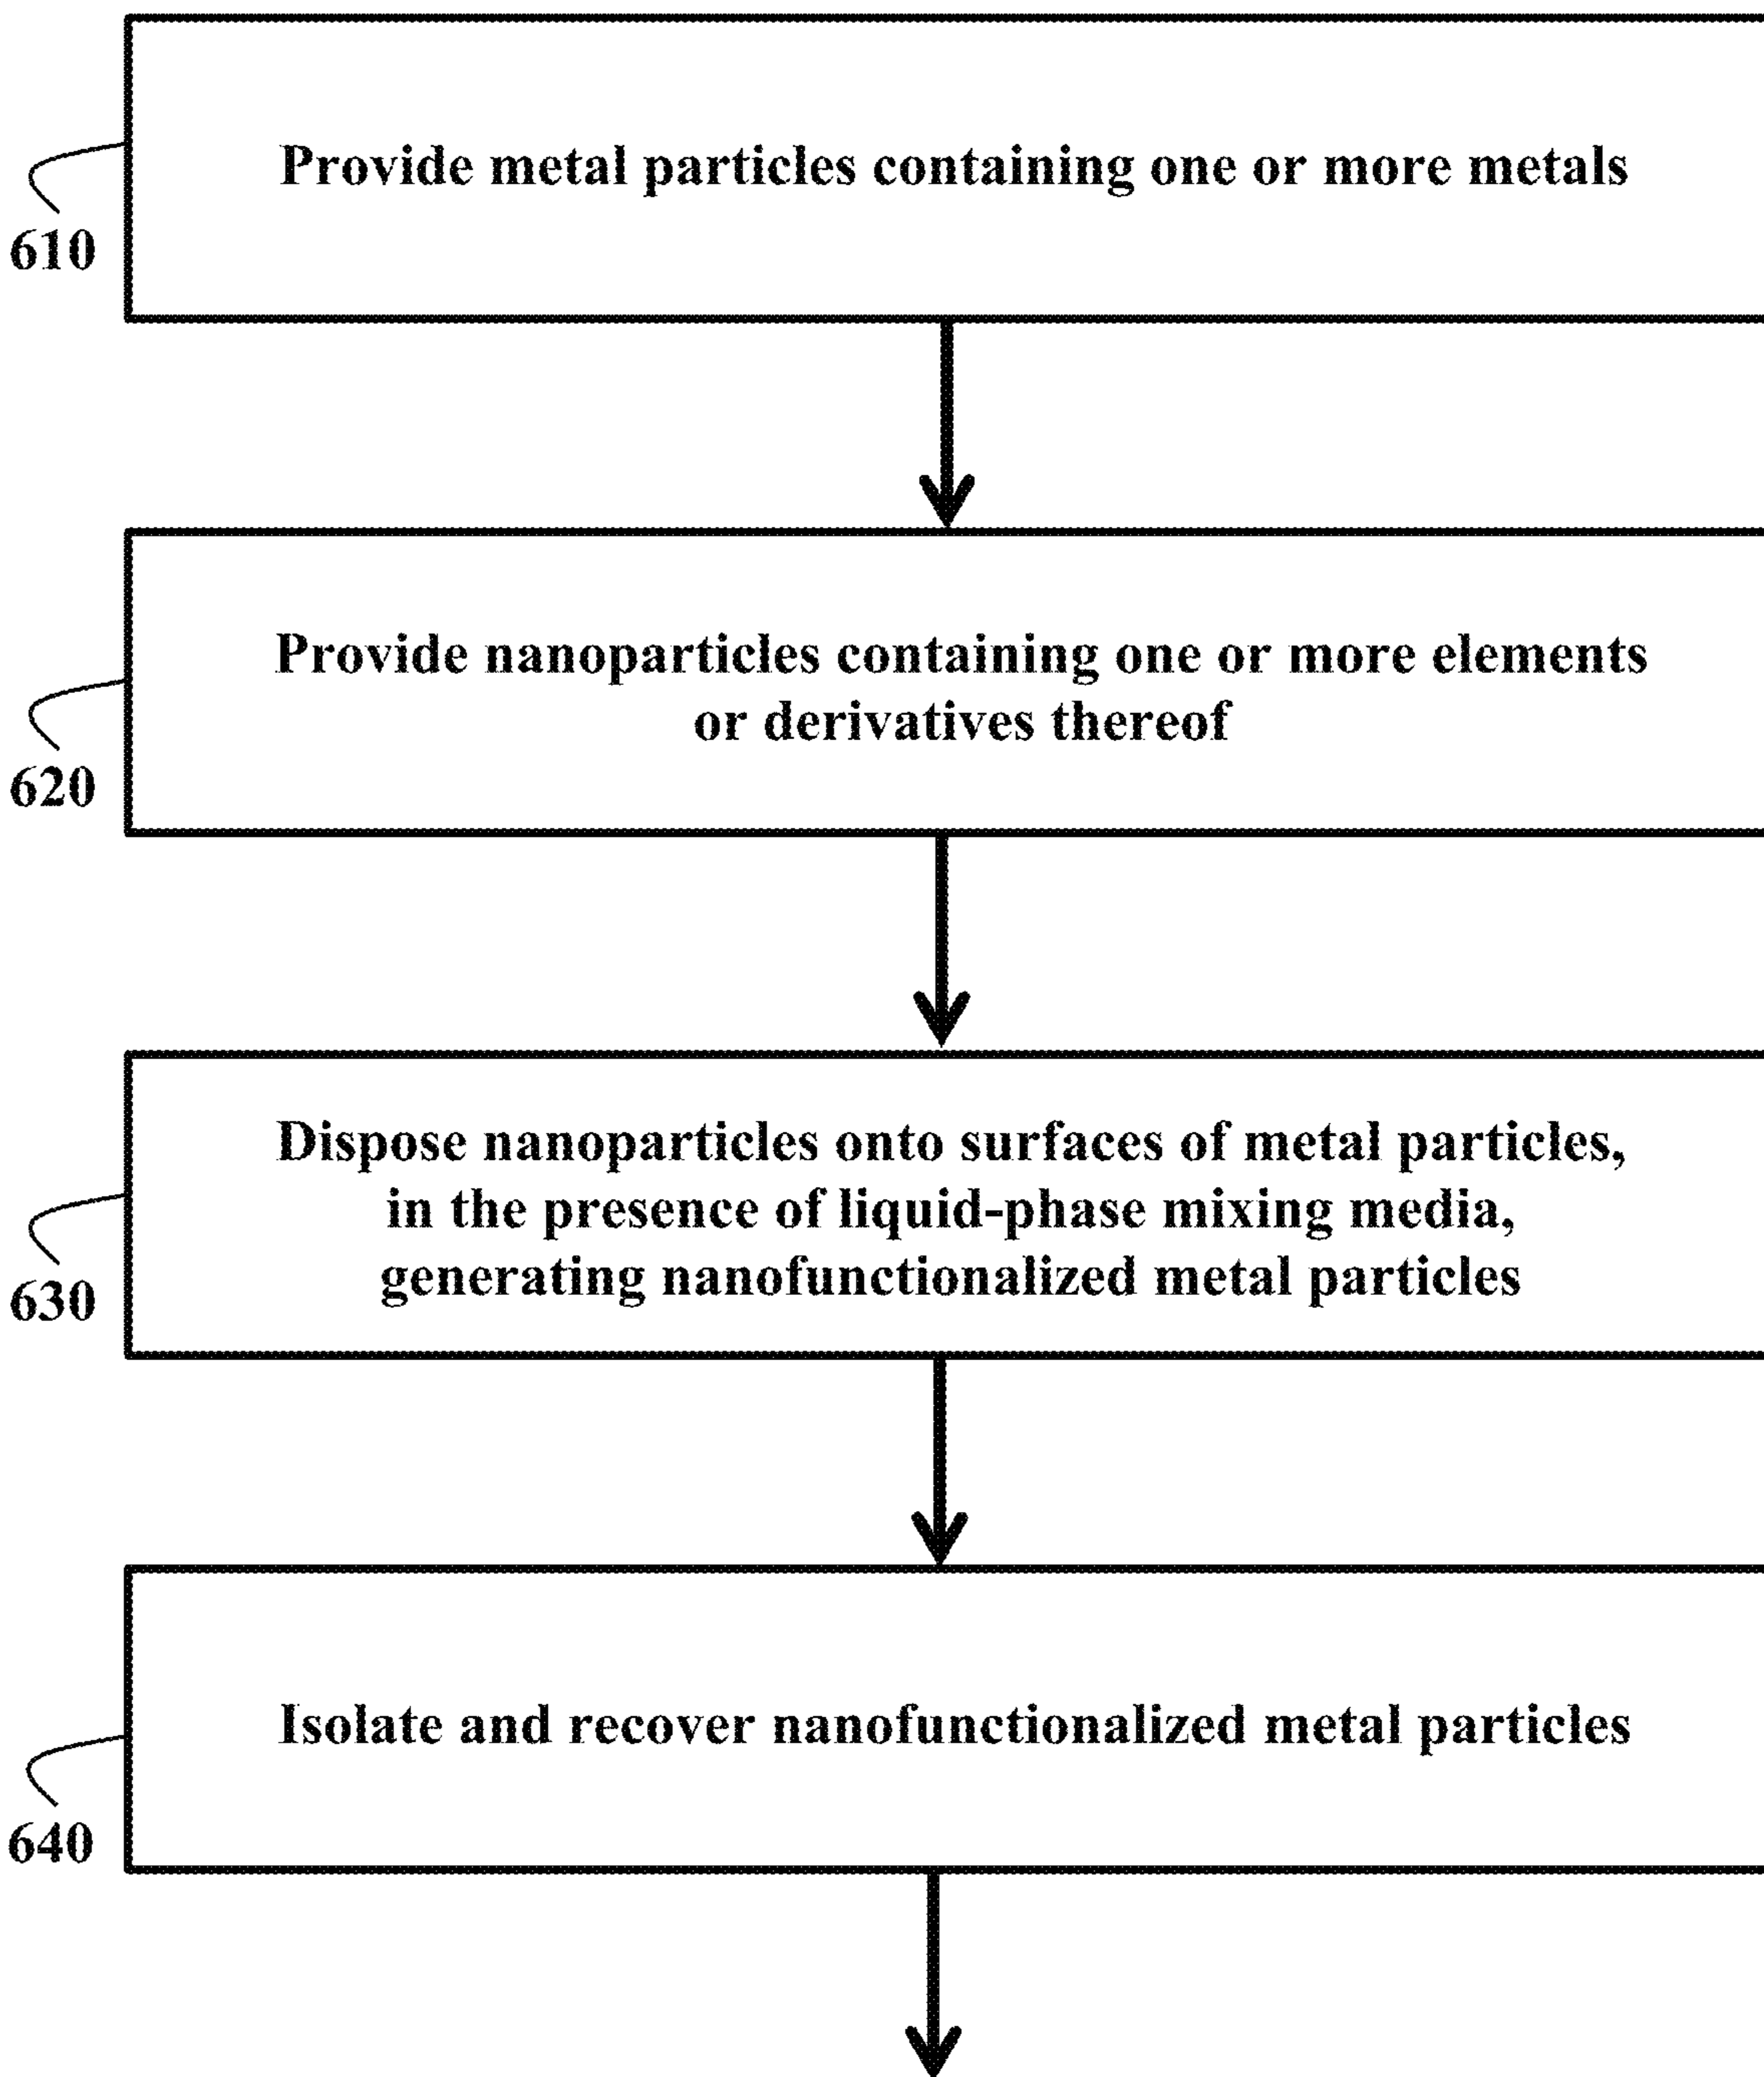 Provide metal particles containing one or more metals
610
Provide nanoparticles containing one or more elements
or derivatives thereof
620
Dispose nanoparticles onto surfaces of metal particles,
in the presence of liquid-phase mixing media,
generating nanofunctionalized metal particles
630
Isolate and recover nanofunctionalized metal particles
640